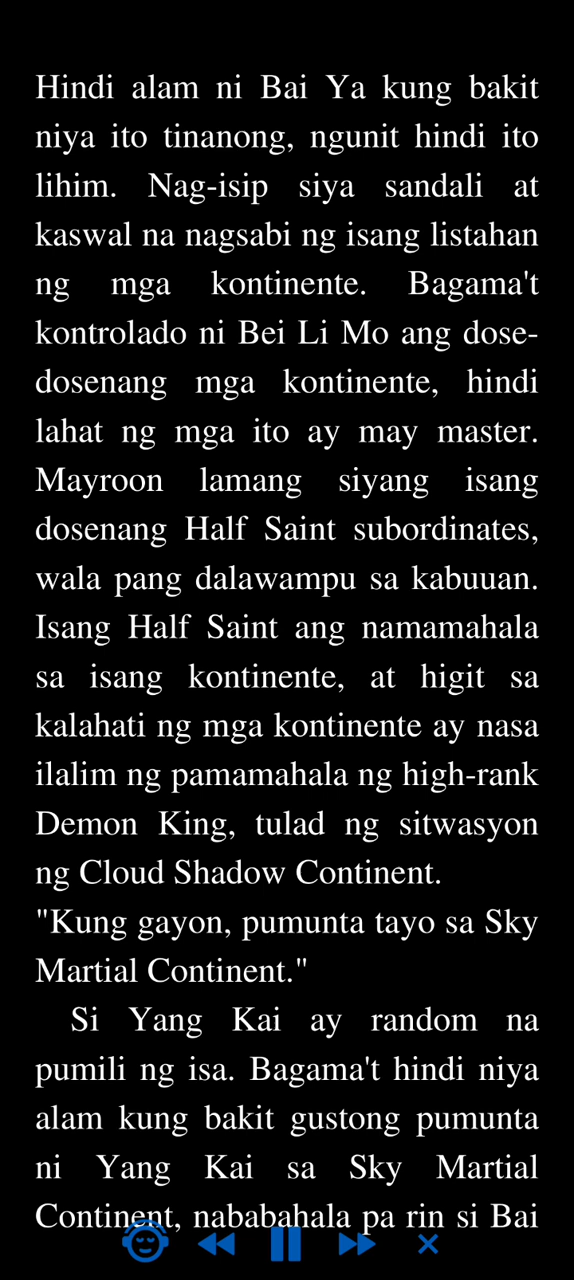 Hindi alam ni Bai Ya kung bakit
niya ito tinanong, ngunit hindi ito
lihim. Nag-isip siya sandali at
kaswal na nagsabi ng isang listahan
ng mga kontinente. Bagama't
kontrolado ni Bei Li Mo ang dose-
dosenang mga kontinente, hindi
lahat ng mga ito ay may master.
Mayroon lamang siyang isang
dosenang Half Saint subordinates,
wala pang dalawampu sa kabuuan.
Isang Half Saint ang namamahala
sa isang kontinente, at higit sa
kalahati ng mga kontinente ay nasa
ilalim ng pamamahala ng high-rank
Demon King, tulad ng sitwasyon
ng Cloud Shadow Continent.
"Kung gayon, pumunta tayo sa Sky
Martial Continent."
Si Yang Kai ay random na
pumili ng isa. Bagama't hindi niya
alam kung bakit gustong pumunta
ni Yang Kai sa Sky Martial
Continent, nababahala pa rin si Bai